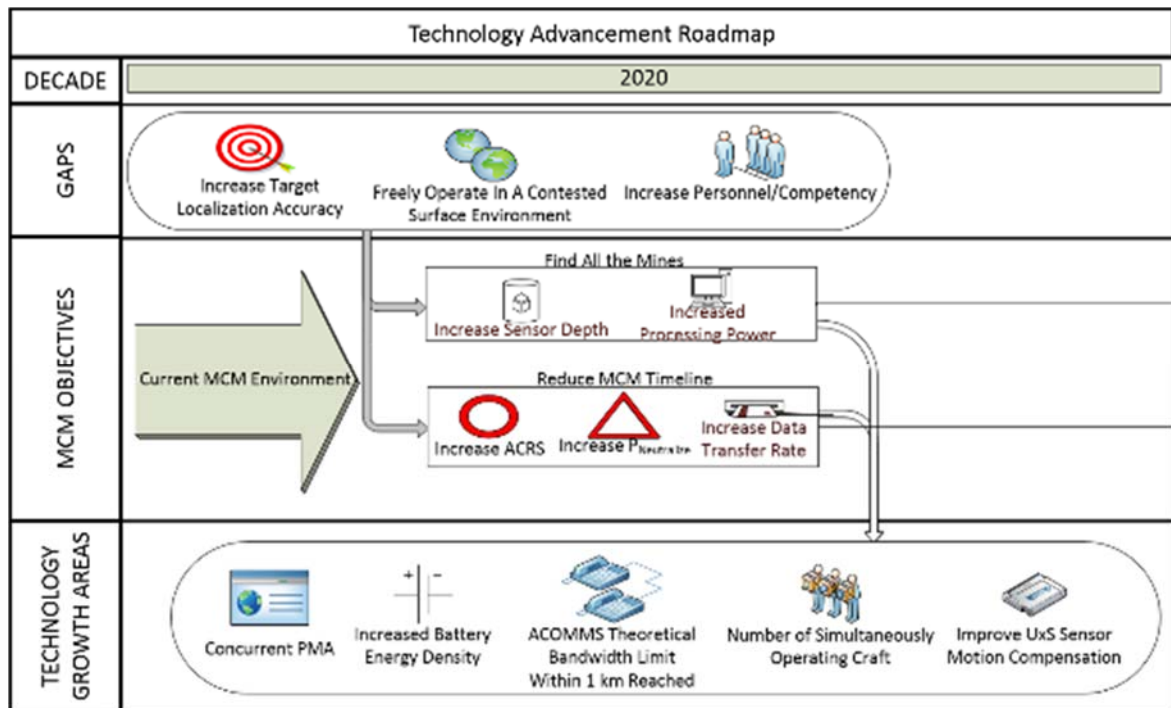 Technology Advancement Roadmap
DECADE
2020
GAPS
Increase Target
Localization Accuracy
Freely Operate In A Contested
Surface Environment
Increase Personnel/Competency
MCM OBJECTIVES
Current MCM Environment
Find All the Mines
Increase Sensor Depth
Increased
Processing Power
Reduce MCM Timeline
Increase ACRS
Increase PNeutralize
Increase Data
Transfer Rate
TECHNOLOGY
GROWTH AREAS
Concurrent PMA
Increased Battery
Energy Density
ACOMMS Theoretical
Bandwidth Limit
Within 1 km Reached
Number of Simultaneously
Operating Craft
Improve UxS Sensor
Motion Compensation